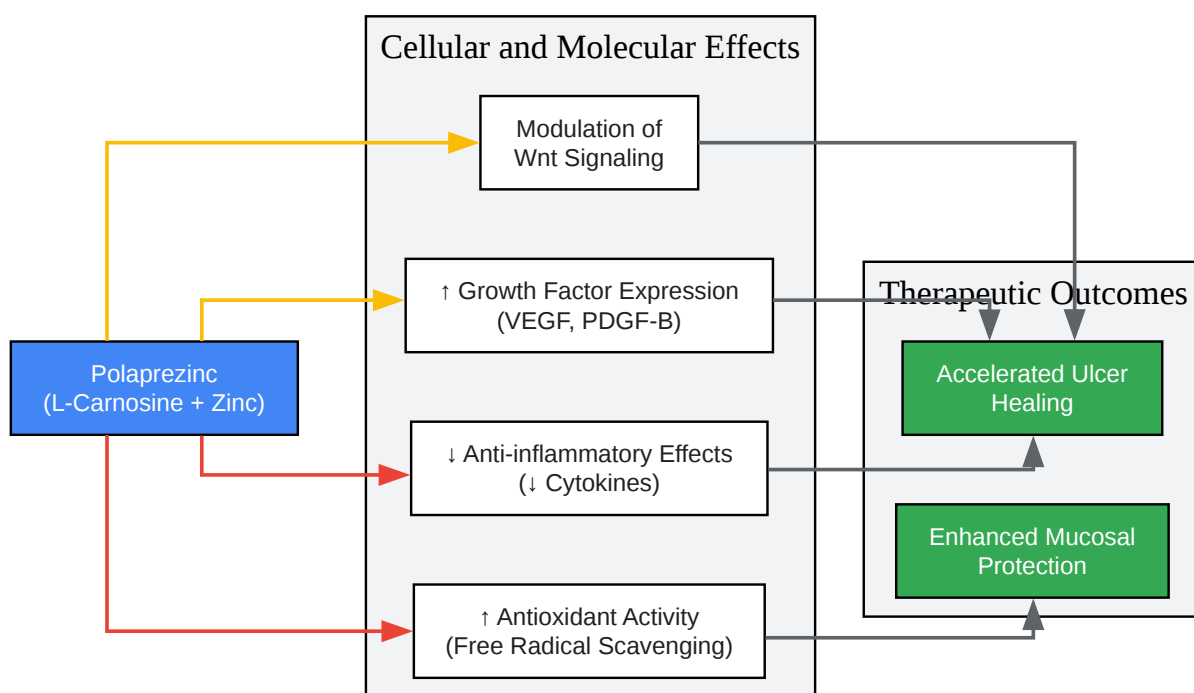 Cellular and Molecular Effects
Modulation of
Wnt Signaling
↑ Growth Factor Expression
(VEGF, PDGF-B)
Therapeutic Outcomes
Polaprezinc
(L-Carnosine + Zinc)
Accelerated Ulcer
Healing
↓ Anti-inflammatory Effects
(↓ Cytokines)
Enhanced Mucosal
Protection
↑ Antioxidant Activity
(Free Radical Scavenging)